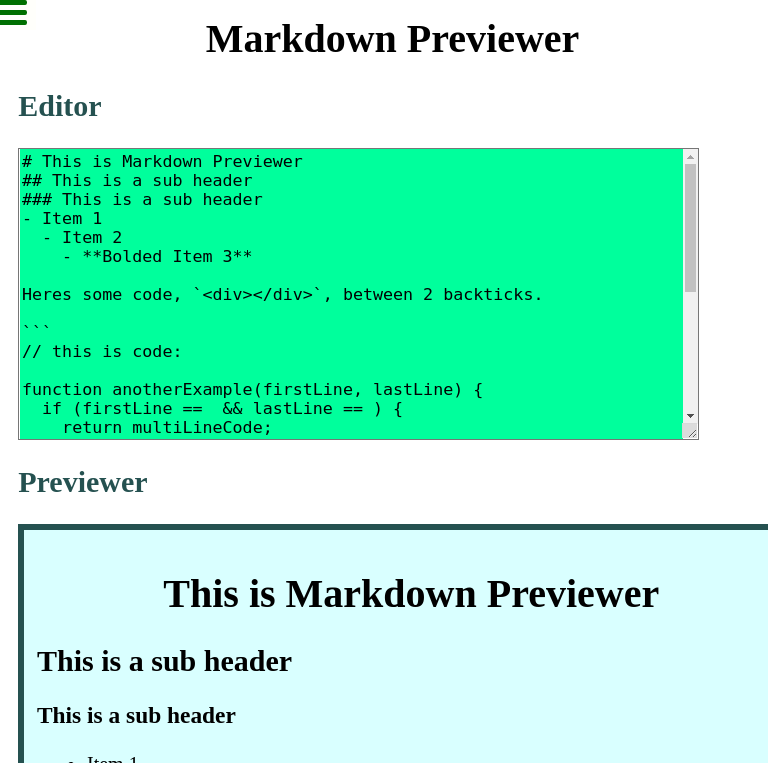 Markdown Previewer
Editor
# This is Markdown Previewer
## This is a sub header
### This is a sub header
- Item 1
  - Item 2
    - **Bolded Item 3**
Heres some code, `<div></div>`, between 2 backticks.
```
// this is code:
function anotherExample(firstLine, lastLine) {
  if (firstLine ==  && lastLine == ) {
    return multiLineCode;
Previewer
This is Markdown Previewer
This is a sub header
This is a sub header
Item 1